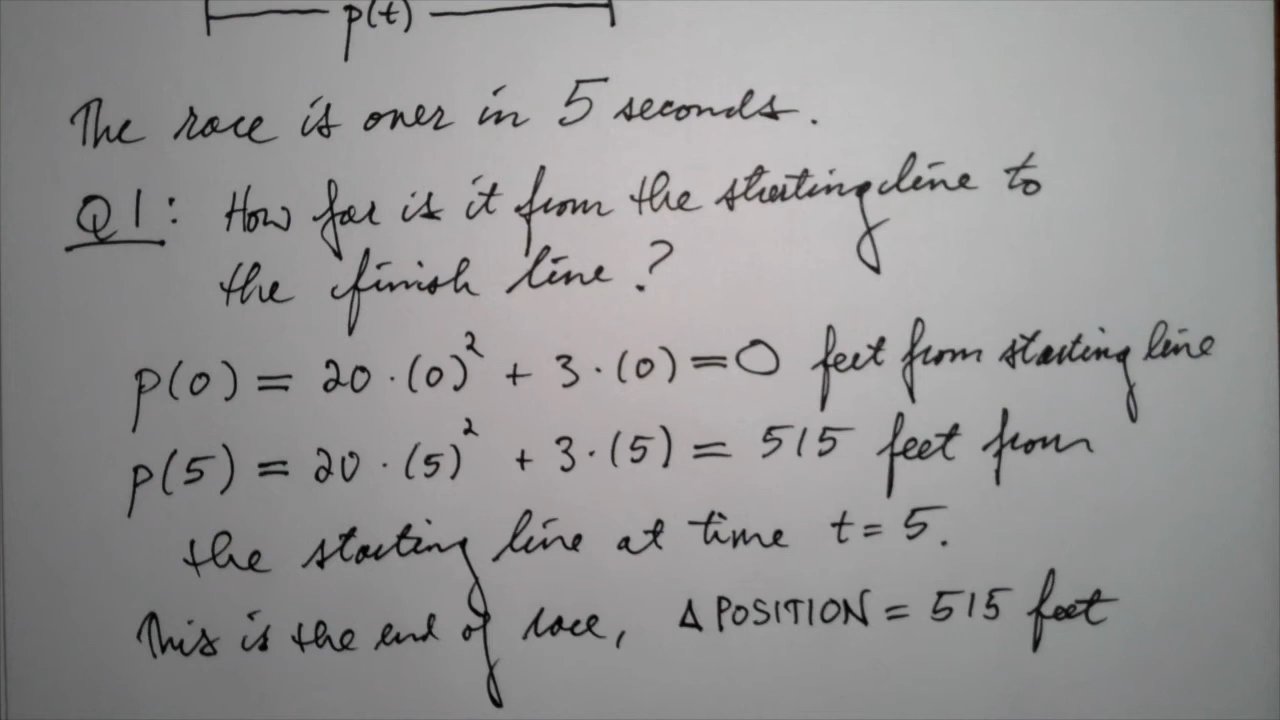 p(t)
The race is over in 5 seconds.
Q1: How far is it from the starting line to
the finish line?
p(0) = 20·(0)² + 3·(0) = 0 feet from starting line
p(5) = 20·(5)² + 3·(5) = 515 feet from
the starting line at time t = 5.
This is the end of race, Δ POSITION = 515 feet